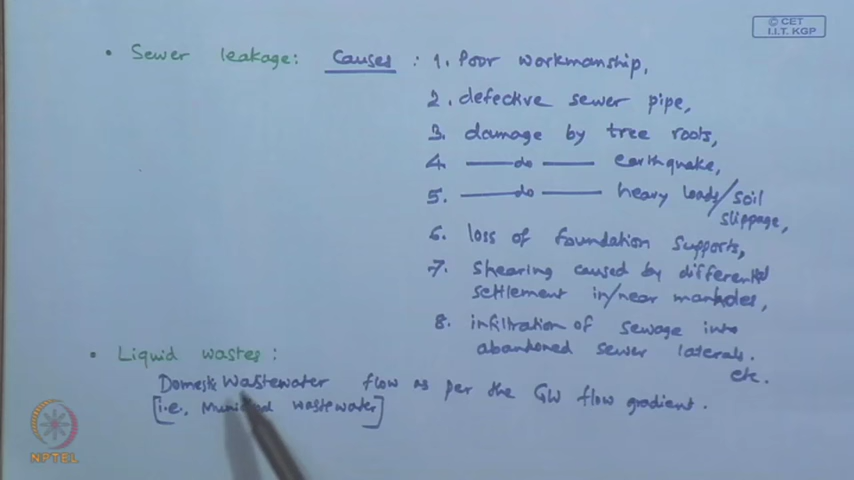 © CET
I.I.T. KGP
• Sewer leakage: Causes : 1. Poor workmanship,
2. defective sewer pipe,
3. damage by tree roots,
4. —— do —— earthquake,
5. —— do —— heavy loads/soil
slippage,
6. loss of foundation supports,
7. Shearing caused by differential
settlement in/near manholes,
8. infiltration of sewage into
abandoned sewer laterals.
etc.
• Liquid wastes:
Domestic Wastewater flow as per the GW flow gradient.
[i.e., Municipal wastewater]
NPTEL